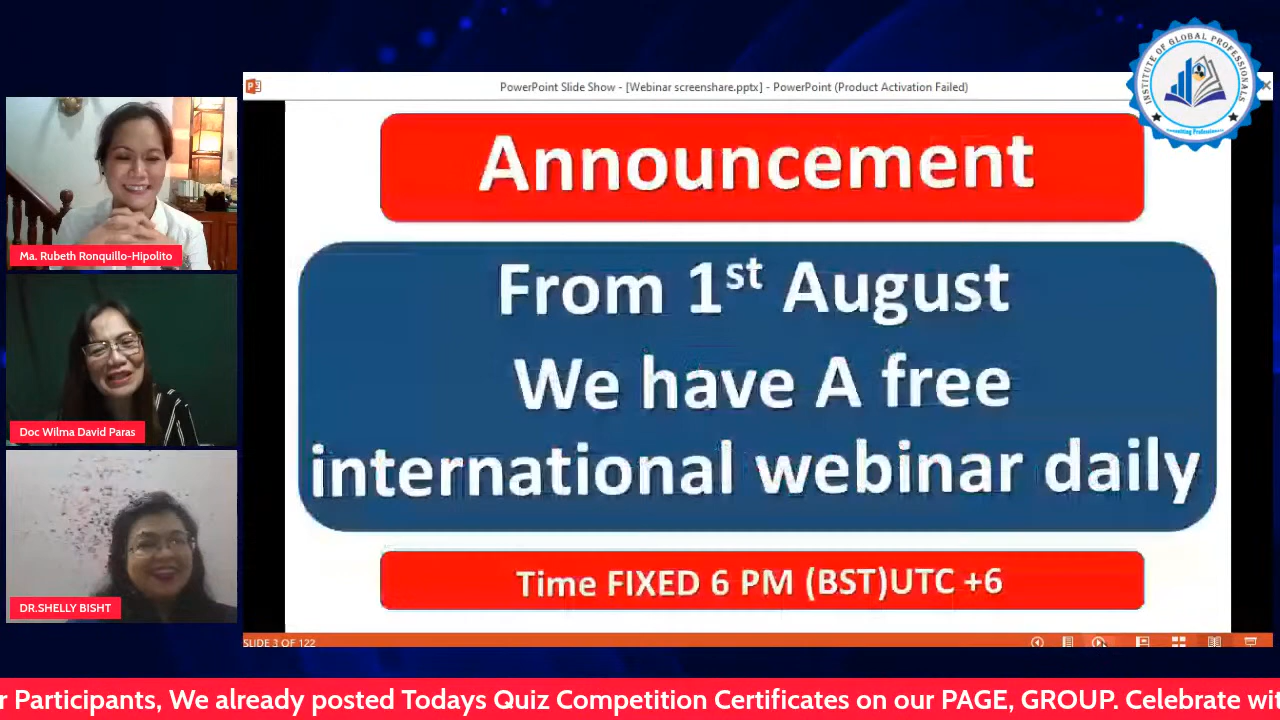 PowerPoint Slide Show - [Webinar screenshare.pptx] - PowerPoint (Product Activation Failed)
INSTITUTE OF GLOBAL PROFESSIONALS
Consulting Professionners
Announcement
From 1st August
We have A free
international webinar daily
Time FIXED 6 PM (BST)UTC +6
SLIDE 3 OF 122
Ma. Rubeth Ronquillo-Hipolito
Doc Wilma David Paras
DR.SHELLY BISHT
r Participants, We already posted Todays Quiz Competition Certificates on our PAGE, GROUP. Celebrate wit